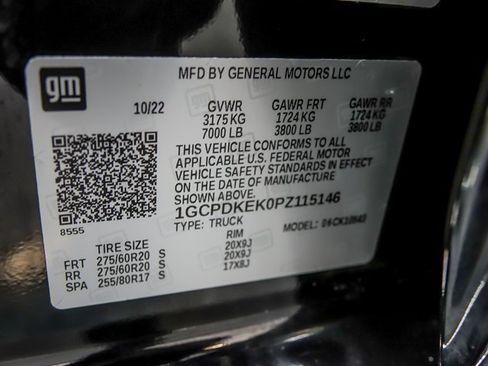 MFD BY GENERAL MOTORS LLC
gm
10/22 GVWR GAWR FRT GAWR RR
3175 KG 1724 KG 1724 KG
7000 LB 3800 LB 3800 LB
THIS VEHICLE CONFORMS TO ALL
APPLICABLE U.S. FEDERAL MOTOR
VEHICLE SAFETY STANDARDS IN EFFECT
ON THE DATE OF MANUFACTURE
1GCPDKEK0PZ115146
8555
TYPE: TRUCK MODEL:
TIRE SIZE RIM
FRT 275/60R20 S 20X9J
RR 275/60R20 S 20X9J
SPA 255/80R17 S 17X8J